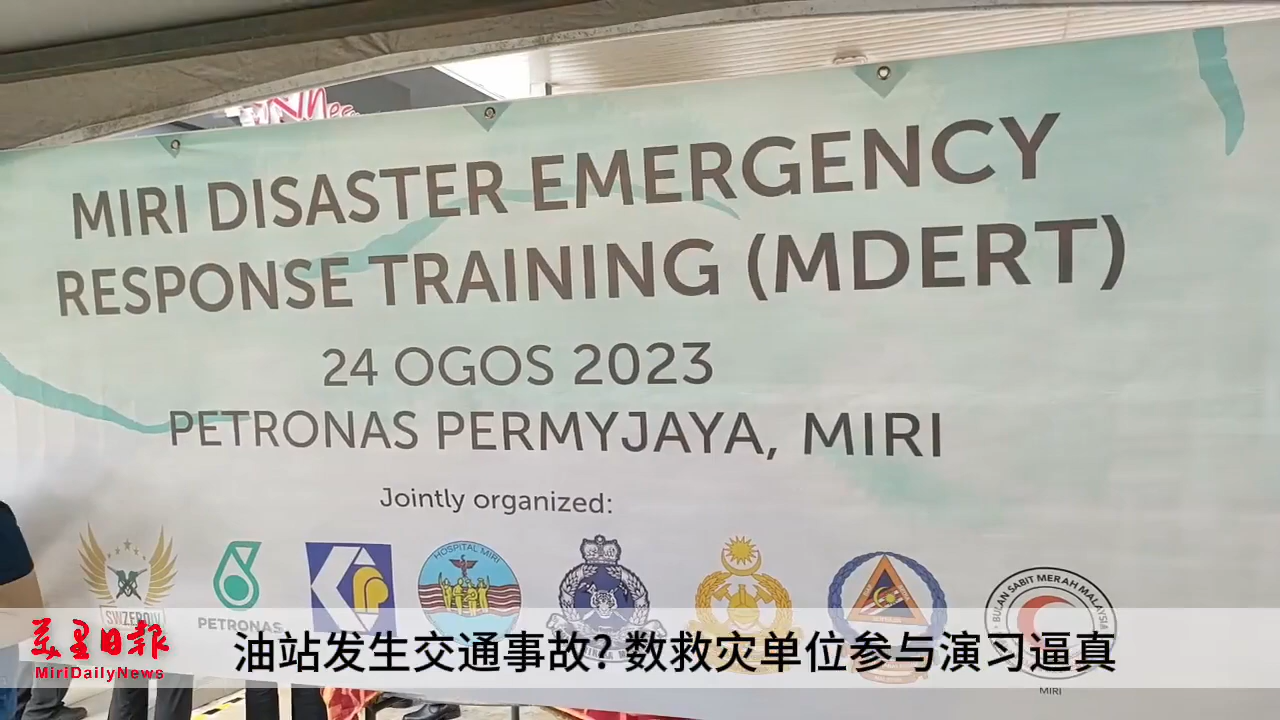 MIRI DISASTER EMERGENCY
RESPONSE TRAINING (MDERT)
24 OGOS 2023
PETRONAS PERMYJAYA, MIRI
Jointly organized:
HOSPITAL MIRI
PETRONAS
BULAN SABIT MERAH MALAYSIA
MIRI
美里日報
MiriDailyNews
油站发生交通事故? 数救灾单位参与演习逼真